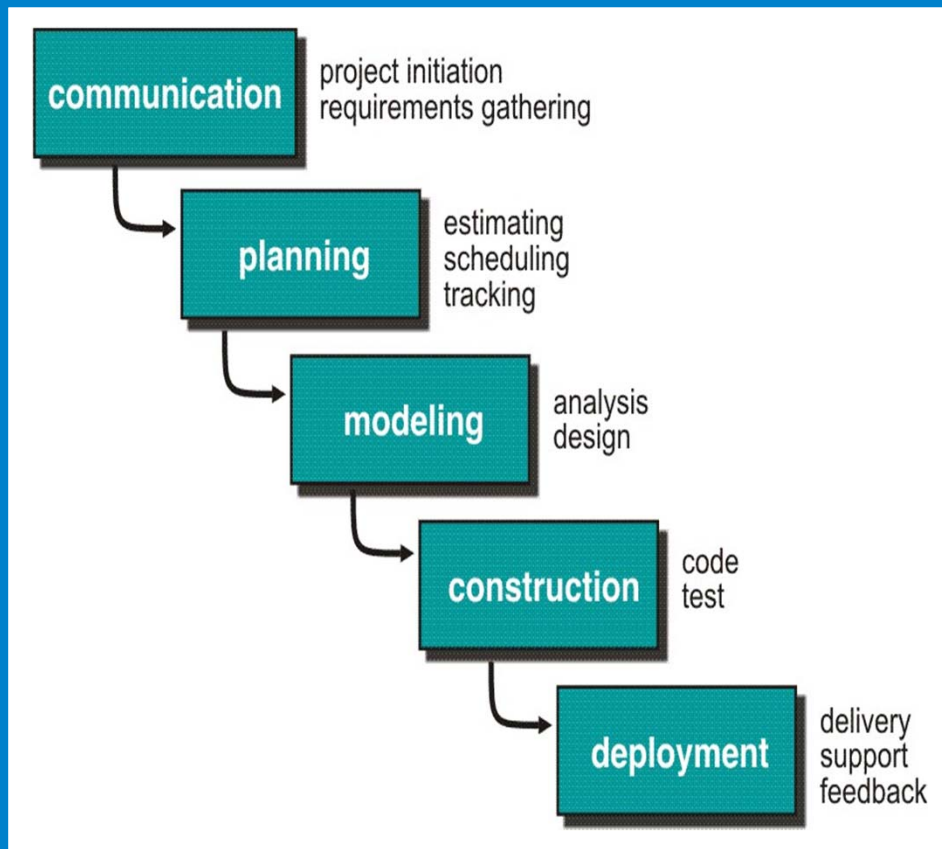 communication
project initiation
requirements gathering
planning
estimating
scheduling
tracking
modeling
analysis
design
construction
code
test
deployment
delivery
support
feedback